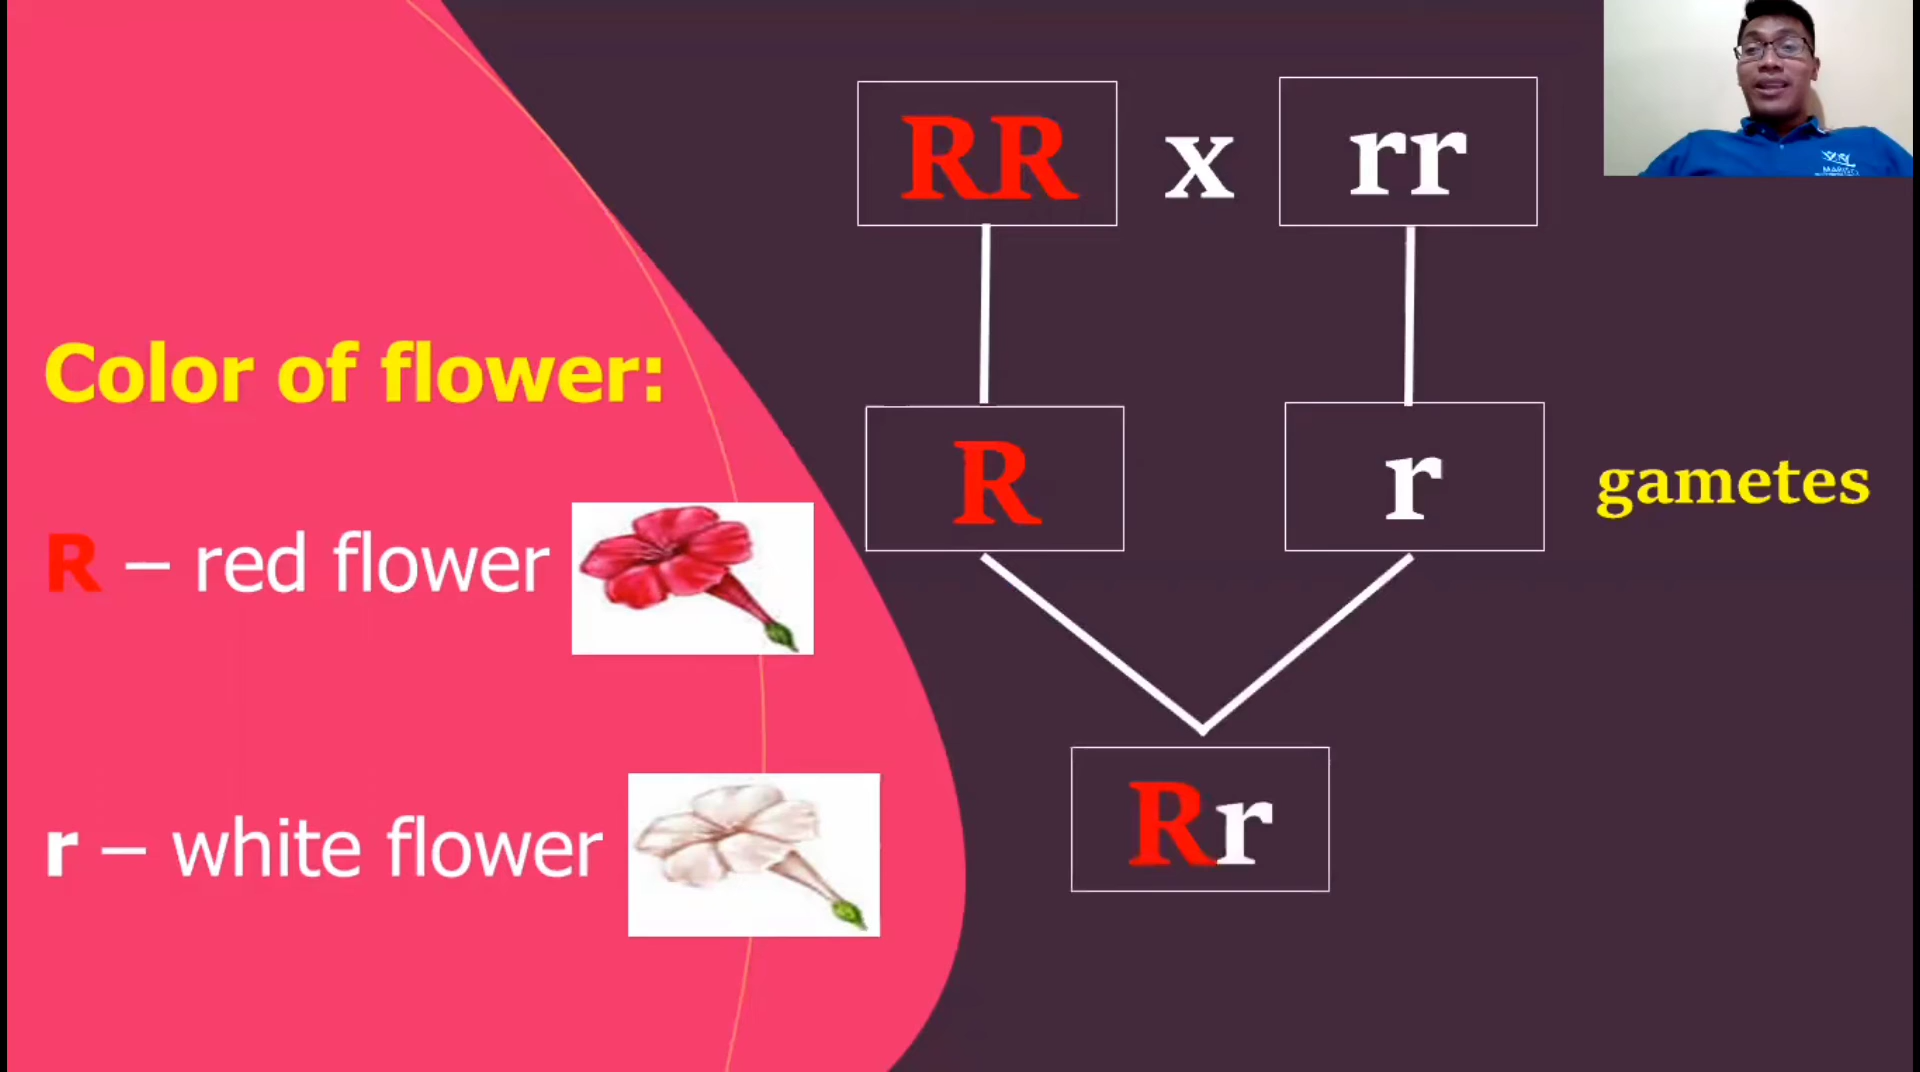 Color of flower:
R – red flower
r – white flower
RR x rr
R r gametes
Rr